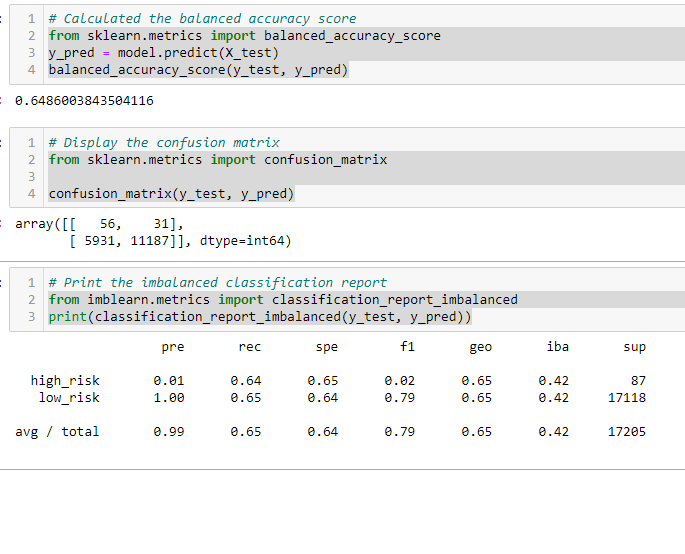 1 # Calculated the balanced accuracy score
2 from sklearn.metrics import balanced_accuracy_score
3 y_pred = model.predict(X_test)
4 balanced_accuracy_score(y_test, y_pred)
0.6486003843504116
1 # Display the confusion matrix
2 from sklearn.metrics import confusion_matrix
3
4 confusion_matrix(y_test, y_pred)
array([[   56,    31],
       [ 5931, 11187]], dtype=int64)
1 # Print the imbalanced classification report
2 from imblearn.metrics import classification_report_imbalanced
3 print(classification_report_imbalanced(y_test, y_pred))
pre rec spe f1 geo iba sup
high_risk 0.01 0.64 0.65 0.02 0.65 0.42 87
low_risk 1.00 0.65 0.64 0.79 0.65 0.42 17118
avg / total 0.99 0.65 0.64 0.79 0.65 0.42 17205